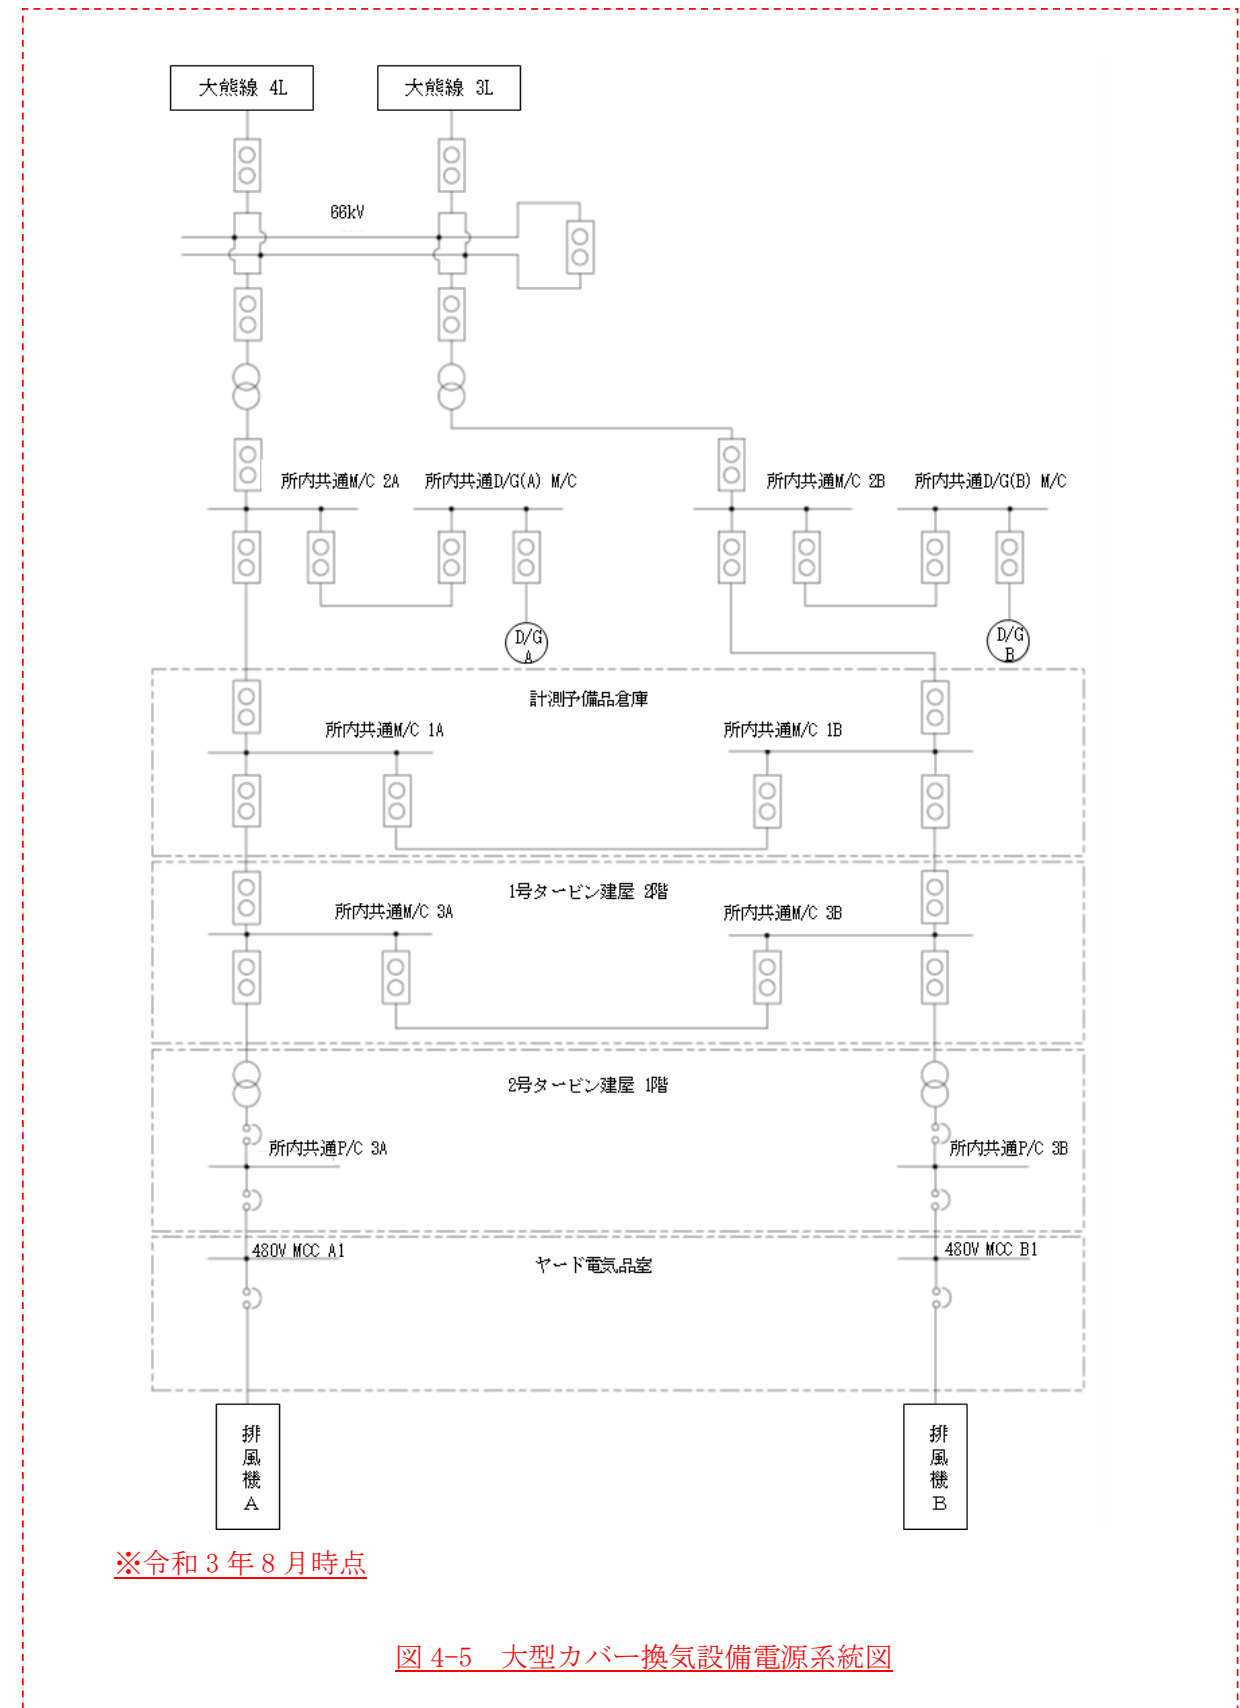 大熊線 4L
大熊線 3L
66kV
所内共通M/C 2A
所内共通D/G(A) M/C
所内共通M/C 2B
所内共通D/G(B) M/C
D/G
A
D/G
B
計測予備品倉庫
所内共通M/C 1A
所内共通M/C 1B
1号タービン建屋 2階
所内共通M/C 3A
所内共通M/C 3B
2号タービン建屋 1階
所内共通P/C 3A
所内共通P/C 3B
480V MCC A1
480V MCC B1
ヤード電気品室
排風機A
排風機B
※令和3年8月時点
図 4-5 大型カバー換気設備電源系統図